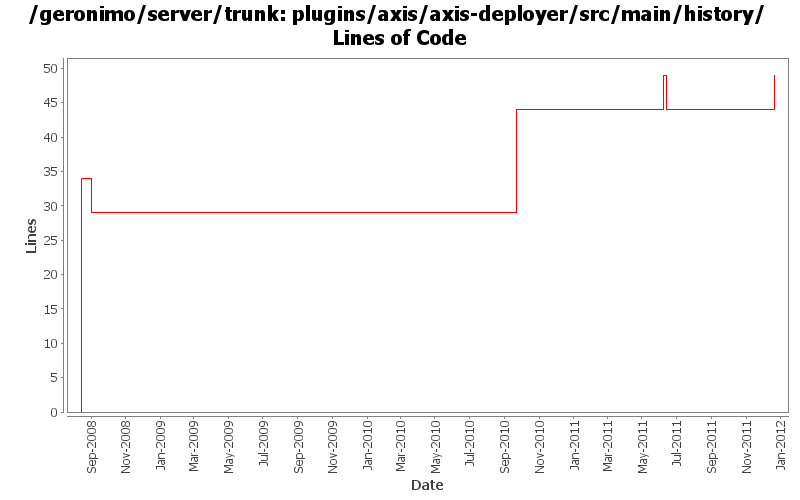 /geronimo/server/trunk: plugins/axis/axis-deployer/src/main/history/
Lines of Code
50
45
40
35
30
25
20
15
10
5
0
Lines
Sep-2008
Nov-2008
Jan-2009
Mar-2009
May-2009
Jul-2009
Sep-2009
Nov-2009
Jan-2010
Mar-2010
May-2010
Jul-2010
Sep-2010
Nov-2010
Jan-2011
Mar-2011
May-2011
Jul-2011
Sep-2011
Nov-2011
Jan-2012
Date